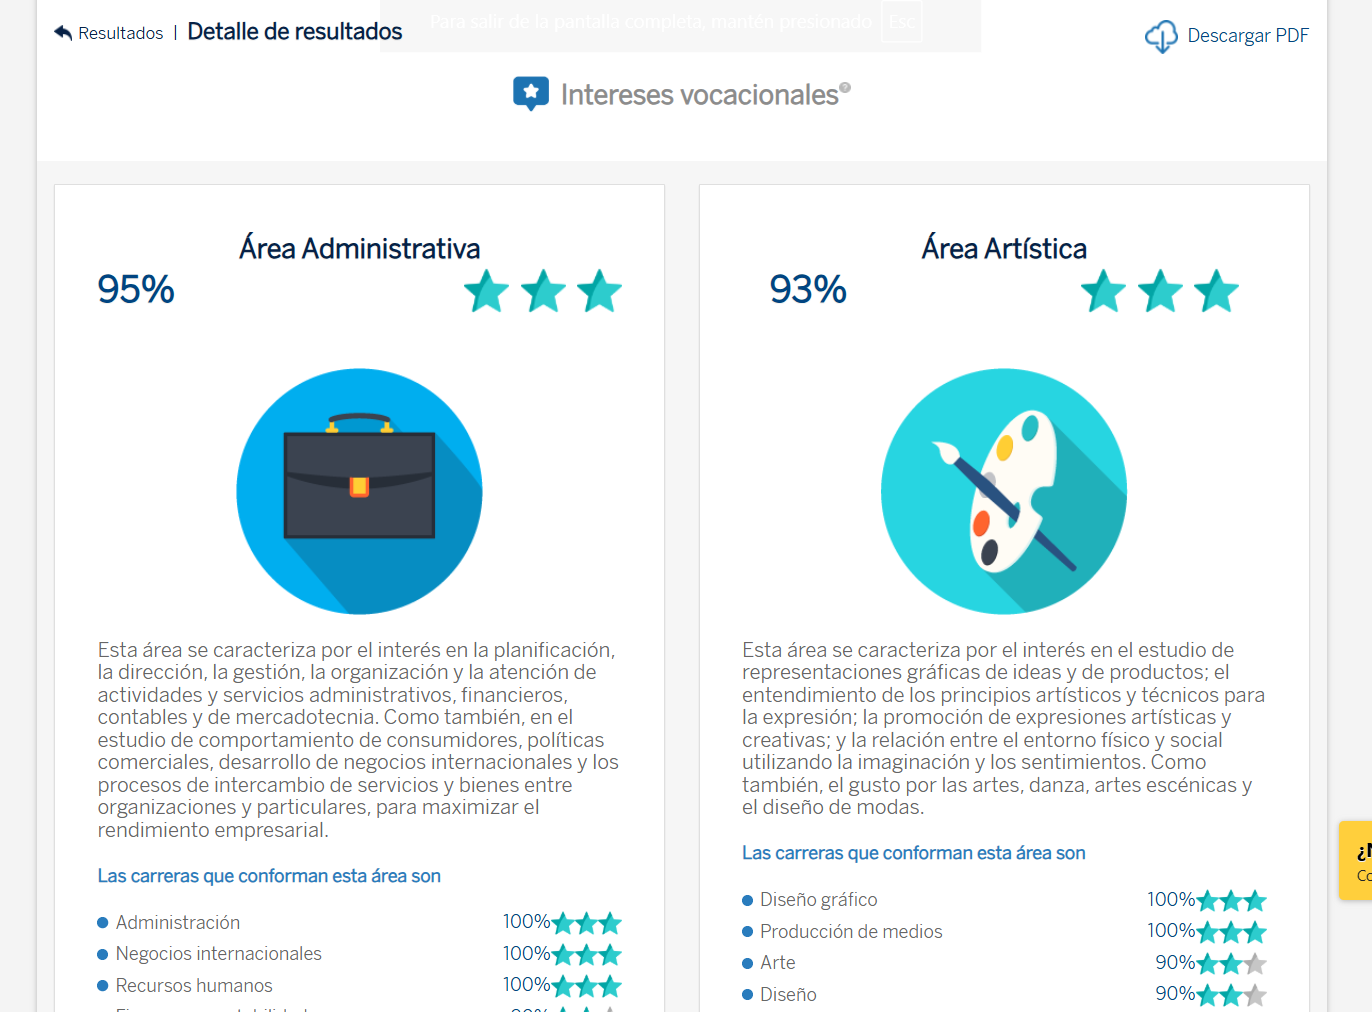 Resultados | Detalle de resultados
Para salir de la pantalla completa, mantén presionado Esc
Descargar PDF
Intereses vocacionales?
Área Administrativa
95%
Esta área se caracteriza por el interés en la planificación,
la dirección, la gestión, la organización y la atención de
actividades y servicios administrativos, financieros,
contables y de mercadotecnia. Como también, en el
estudio de comportamiento de consumidores, políticas
comerciales, desarrollo de negocios internacionales y los
procesos de intercambio de servicios y bienes entre
organizaciones y particulares, para maximizar el
rendimiento empresarial.
Las carreras que conforman esta área son
Administración 100%
Negocios internacionales 100%
Recursos humanos 100%
Área Artística
93%
Esta área se caracteriza por el interés en el estudio de
representaciones gráficas de ideas y de productos; el
entendimiento de los principios artísticos y técnicos para
la expresión; la promoción de expresiones artísticas y
creativas; y la relación entre el entorno físico y social
utilizando la imaginación y los sentimientos. Como
también, el gusto por las artes, danza, artes escénicas y
el diseño de modas.
Las carreras que conforman esta área son
Diseño gráfico 100%
Producción de medios 100%
Arte 90%
Diseño 90%